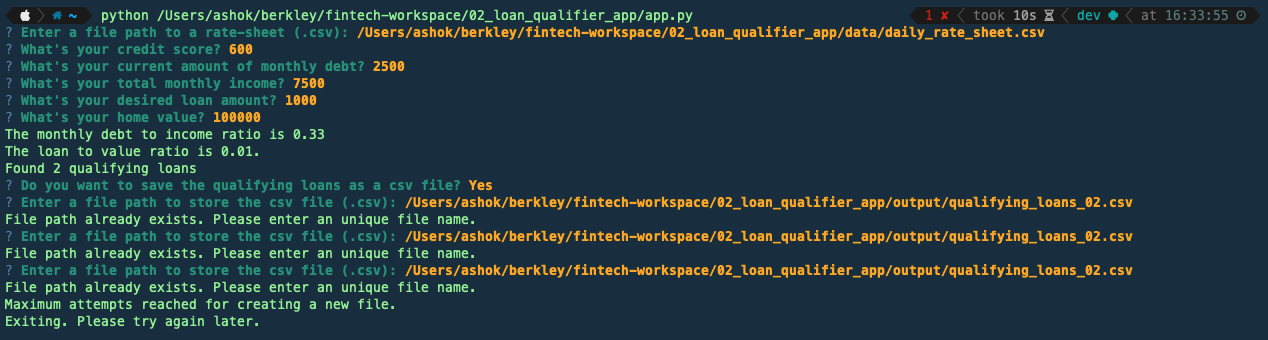 ~ python /Users/ashok/berkley/fintech-workspace/02_loan_qualifier_app/app.py 1 ✘ took 10s dev at 16:33:55
? Enter a file path to a rate-sheet (.csv): /Users/ashok/berkley/fintech-workspace/02_loan_qualifier_app/data/daily_rate_sheet.csv
? What's your credit score? 600
? What's your current amount of monthly debt? 2500
? What's your total monthly income? 7500
? What's your desired loan amount? 1000
? What's your home value? 100000
The monthly debt to income ratio is 0.33
The loan to value ratio is 0.01.
Found 2 qualifying loans
? Do you want to save the qualifying loans as a csv file? Yes
? Enter a file path to store the csv file (.csv): /Users/ashok/berkley/fintech-workspace/02_loan_qualifier_app/output/qualifying_loans_02.csv
File path already exists. Please enter an unique file name.
? Enter a file path to store the csv file (.csv): /Users/ashok/berkley/fintech-workspace/02_loan_qualifier_app/output/qualifying_loans_02.csv
File path already exists. Please enter an unique file name.
? Enter a file path to store the csv file (.csv): /Users/ashok/berkley/fintech-workspace/02_loan_qualifier_app/output/qualifying_loans_02.csv
File path already exists. Please enter an unique file name.
Maximum attempts reached for creating a new file.
Exiting. Please try again later.